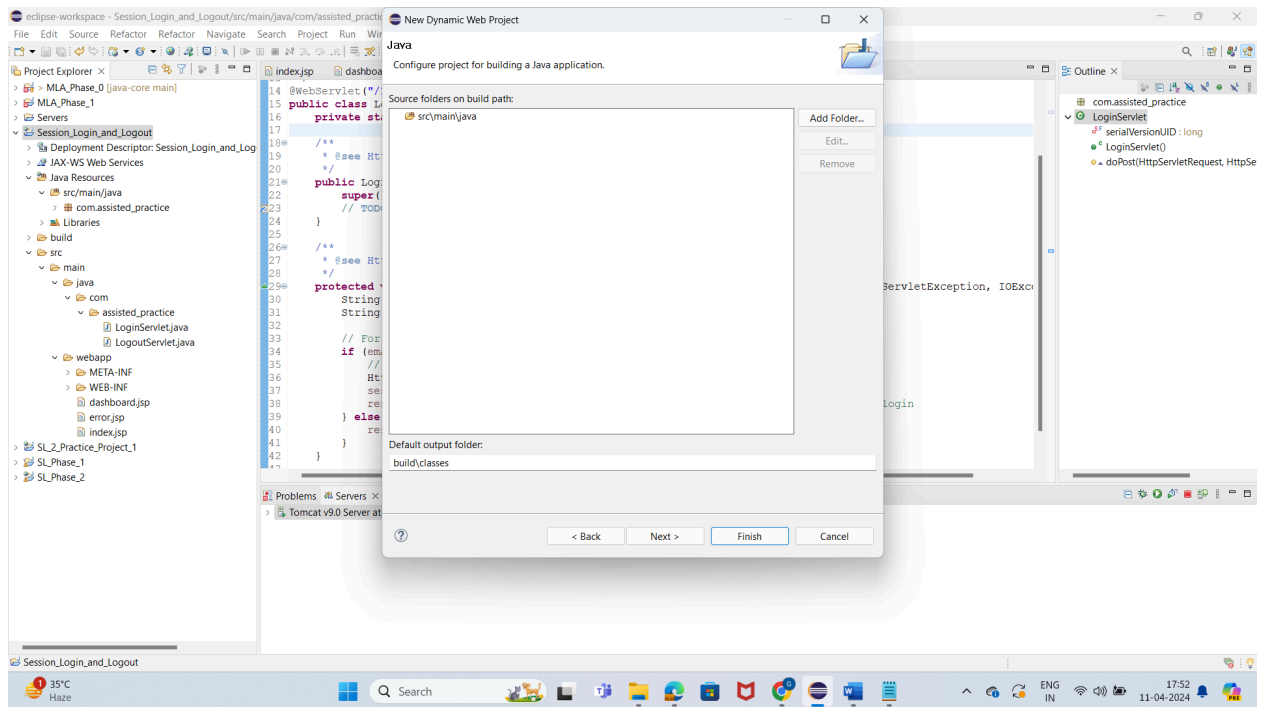 eclipse-workspace - Session_Login_and_Logout/src/main/java/com/assisted_practic
File Edit Source Refactor Refactor Navigate Search Project Run
Project Explorer
> MLA_Phase_0 [java-core main]
MLA_Phase_1
Servers
Session_Login_and_Logout
Deployment Descriptor: Session_Login_and_Log
JAX-WS Web Services
Java Resources
src/main/java
com.assisted_practice
Libraries
build
src
main
java
com
assisted_practice
LoginServlet.java
LogoutServlet.java
webapp
META-INF
WEB-INF
dashboard.jsp
error.jsp
index.jsp
SL_2_Practice_Project_1
SL_Phase_1
SL_Phase_2
index.jsp dashboa
14 @WebServlet("/
15 public class L
16 private sta
17
18 /**
19 * @see Ht
20 */
21 public Log
22 super(
23 // TOD
24 }
25
26 /**
27 * @see Ht
28 */
29 protected ServletException, IOExc
30 String
31 String
32
33 // For
34 if (em
35 //
36 Ht
37 se
38 re login
39 } else
40 re
41 }
42 }
New Dynamic Web Project
Java
Configure project for building a Java application.
Source folders on build path:
src\main\java
Add Folder...
Edit...
Remove
Default output folder:
build\classes
< Back Next > Finish Cancel
Outline
com.assisted_practice
LoginServlet
serialVersionUID : long
LoginServlet()
doPost(HttpServletRequest, HttpSe
Problems Servers
Tomcat v9.0 Server at
Session_Login_and_Logout
1
35°C
Haze
Search
ENG
IN
17:52
11-04-2024
PRE